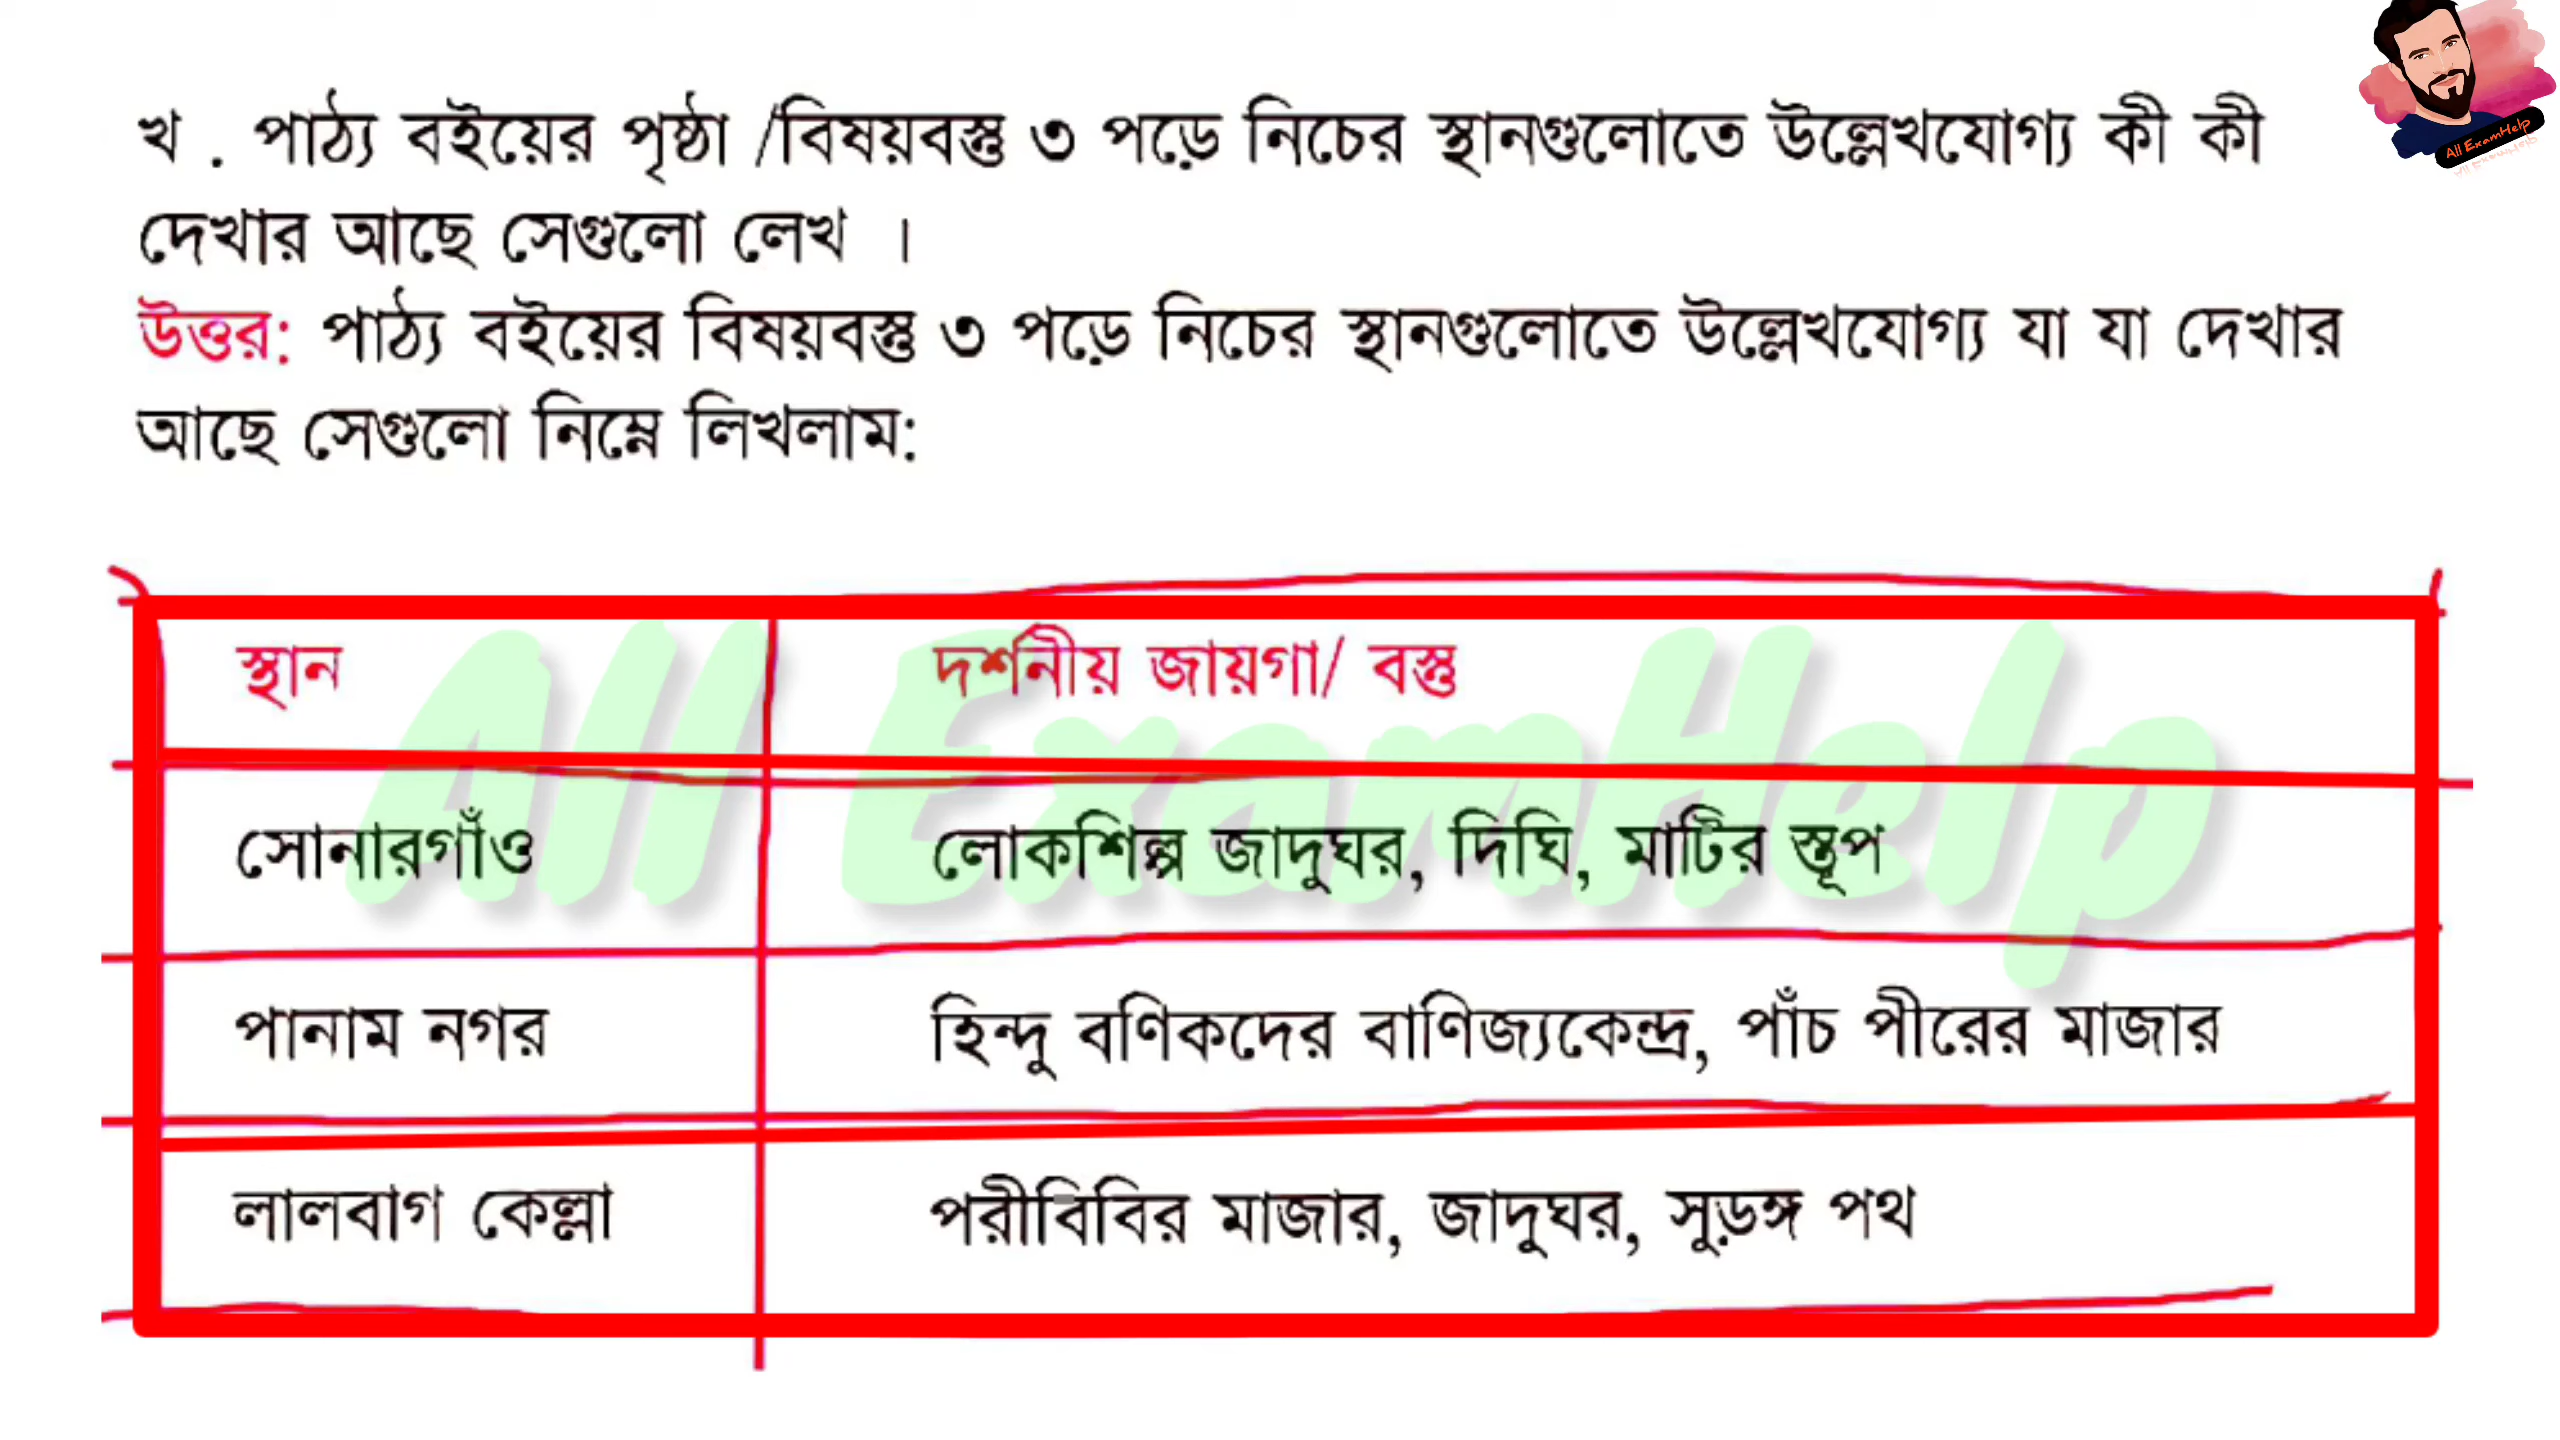 All ExamHelp
খ . পাঠ্য বইয়ের পৃষ্ঠা /বিষয়বস্তু ৩ পড়ে নিচের স্থানগুলোতে উল্লেখযোগ্য কী কী
দেখার আছে সেগুলো লেখ ।
উত্তর: পাঠ্য বইয়ের বিষয়বস্তু ৩ পড়ে নিচের স্থানগুলোতে উল্লেখযোগ্য যা যা দেখার
আছে সেগুলো নিম্নে লিখলাম:
স্থান দর্শনীয় জায়গা/ বস্তু
All ExamHelp
সোনারগাঁও লোকশিল্প জাদুঘর, দিঘি, মাটির স্তূপ
পানাম নগর হিন্দু বণিকদের বাণিজ্যকেন্দ্র, পাঁচ পীরের মাজার
লালবাগ কেল্লা পরীবিবির মাজার, জাদুঘর, সুড়ঙ্গ পথ